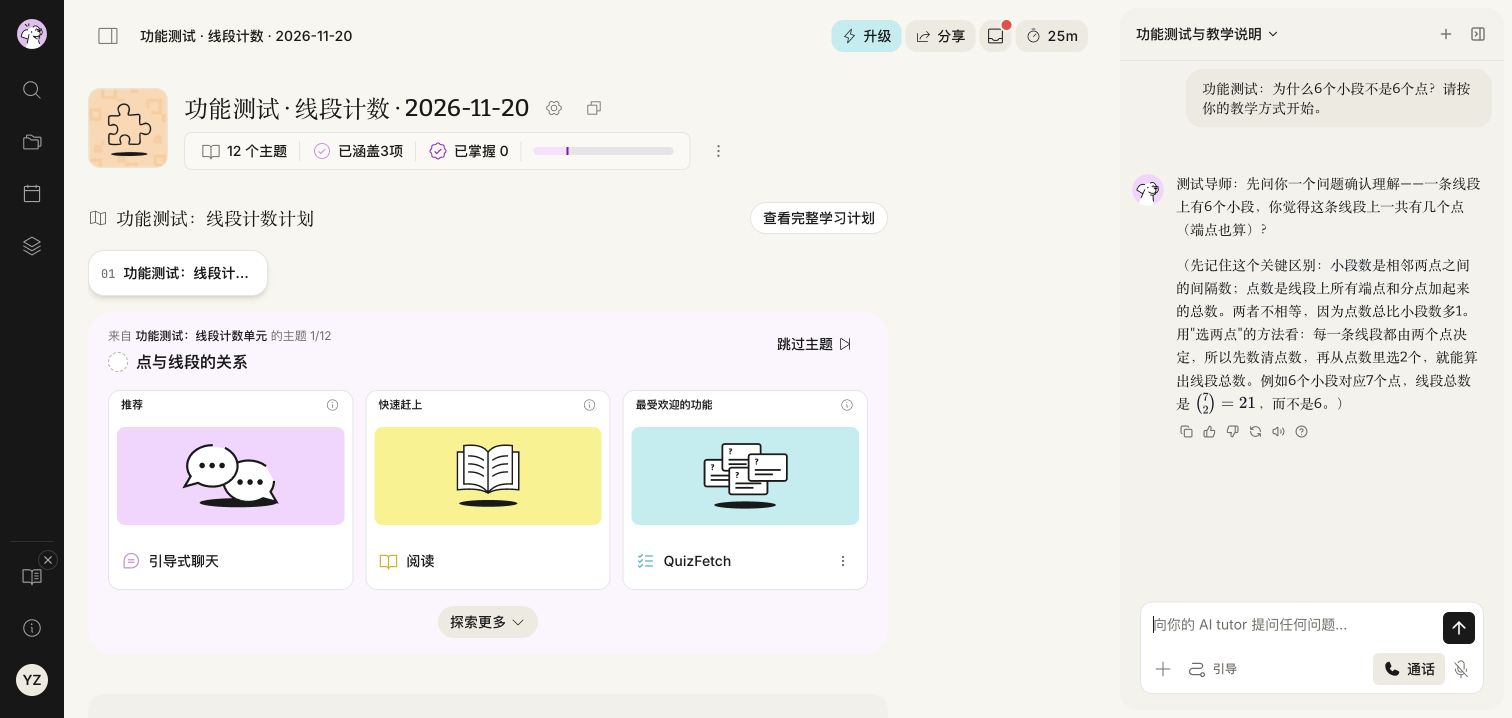 功能测试 · 线段计数 · 2026-11-20
升级
分享
25m
功能测试 · 线段计数 · 2026-11-20
12 个主题
已涵盖3项
已掌握 0
功能测试：线段计数计划
查看完整学习计划
01 功能测试：线段计...
来自 功能测试：线段计数单元 的主题 1/12
点与线段的关系
跳过主题
推荐
快速赶上
最受欢迎的功能
?
?
?
?
引导式聊天
阅读
QuizFetch
探索更多
YZ
功能测试与教学说明
功能测试：为什么6个小段不是6个点？请按
你的教学方式开始。
测试导师：先问你一个问题确认理解——一条线段
上有6个小段，你觉得这条线段上一共有几个点
（端点也算）?
（先记住这个关键区别：小段数是相邻两点之间
的间隔数；点数是线段上所有端点和分点加起来
的总数。两者不相等，因为点数总比小段数多1。
用"选两点"的方法看：每一条线段都由两个点决
定，所以先数清点数，再从点数里选2个，就能算
出线段总数。例如6个小段对应7个点，线段总数
是 (7 2) = 21，而不是6。）
向你的 AI tutor 提问任何问题...
引导
通话